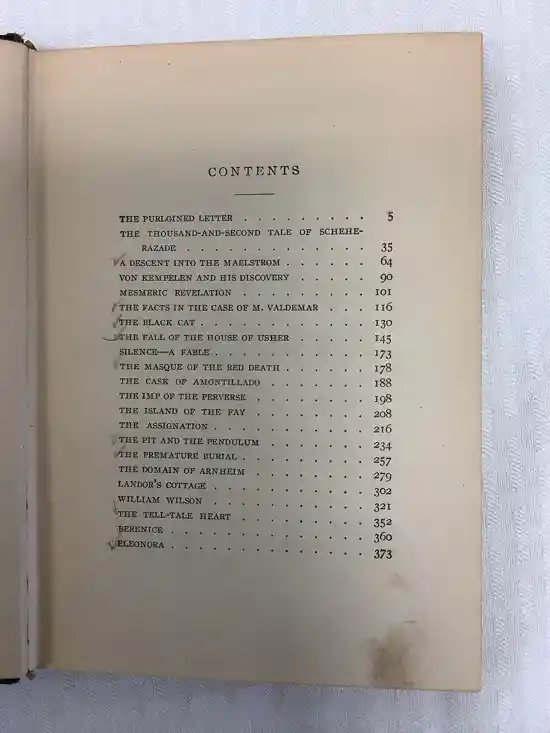 CONTENTS
THE PURLOINED LETTER . . . . . . . . . 5
THE THOUSAND-AND-SECOND TALE OF SCHEHE-
RAZADE . . . . . . . . . . . . . 35
A DESCENT INTO THE MAELSTROM . . . . . . 64
VON KEMPELEN AND HIS DISCOVERY . . . . . 90
MESMERIC REVELATION . . . . . . . . . 101
THE FACTS IN THE CASE OF M. VALDEMAR . . . 116
THE BLACK CAT . . . . . . . . . . . . 130
THE FALL OF THE HOUSE OF USHER . . . . . 145
SILENCE—A FABLE . . . . . . . . . . . 173
THE MASQUE OF THE RED DEATH . . . . . . 178
THE CASK OF AMONTILLADO . . . . . . . 188
THE IMP OF THE PERVERSE . . . . . . . . 198
THE ISLAND OF THE FAY . . . . . . . . 208
THE ASSIGNATION . . . . . . . . . . . 216
THE PIT AND THE PENDULUM . . . . . . . 234
THE PREMATURE BURIAL . . . . . . . . . 257
THE DOMAIN OF ARNHEIM . . . . . . . . 279
LANDOR'S COTTAGE . . . . . . . . . . . 302
WILLIAM WILSON . . . . . . . . . . . 321
THE TELL-TALE HEART . . . . . . . . . 352
BERENICE . . . . . . . . . . . . . . 360
ELEONORA . . . . . . . . . . . . . . 373